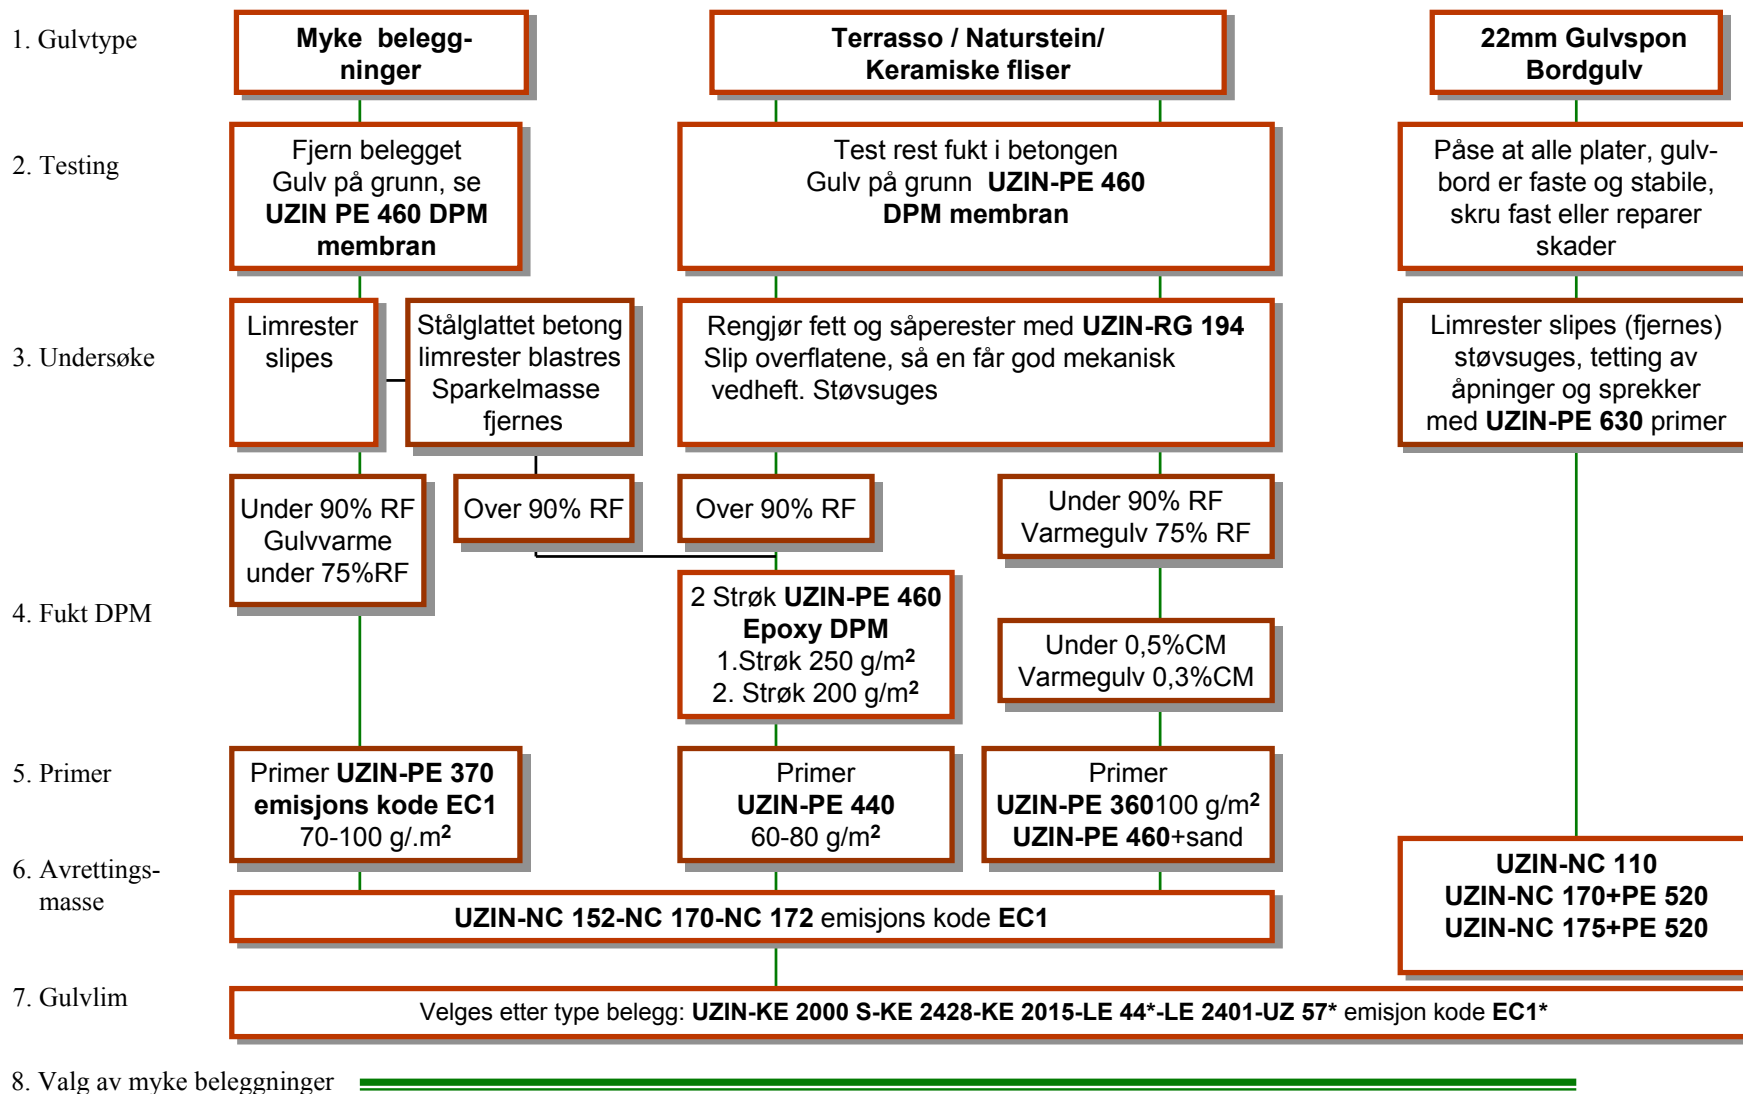 1. Gulvtype
Myke belegg-
ninger
Terrasso / Naturstein/
Keramiske fliser
22mm Gulvspon
Bordgulv
2. Testing
Fjern belegget
Gulv på grunn, se
UZIN PE 460 DPM
membran
Test rest fukt i betongen
Gulv på grunn UZIN-PE 460
DPM membran
Påse at alle plater, gulv-
bord er faste og stabile,
skru fast eller reparer
skader
3. Undersøke
Limrester
slipes
Stålglattet betong
limrester blastres
Sparkelmasse
fjernes
Rengjør fett og såperester med UZIN-RG 194
Slip overflatene, så en får god mekanisk
vedheft. Støvsuges
Limrester slipes (fjernes)
støvsuges, tetting av
åpninger og sprekker
med UZIN-PE 630 primer
Under 90% RF
Gulvvarme
under 75%RF
Over 90% RF
Over 90% RF
Under 90% RF
Varmegulv 75% RF
4. Fukt DPM
2 Strøk UZIN-PE 460
Epoxy DPM
1.Strøk 250 g/m²
2. Strøk 200 g/m²
Under 0,5%CM
Varmegulv 0,3%CM
5. Primer
Primer UZIN-PE 370
emisjons kode EC1
70-100 g/.m²
Primer
UZIN-PE 440
60-80 g/m²
Primer
UZIN-PE 360100 g/m²
UZIN-PE 460+sand
6. Avrettings-
masse
UZIN-NC 152-NC 170-NC 172 emisjons kode EC1
UZIN-NC 110
UZIN-NC 170+PE 520
UZIN-NC 175+PE 520
7. Gulvlim
Velges etter type belegg: UZIN-KE 2000 S-KE 2428-KE 2015-LE 44*-LE 2401-UZ 57* emisjon kode EC1*
8. Valg av myke beleggninger